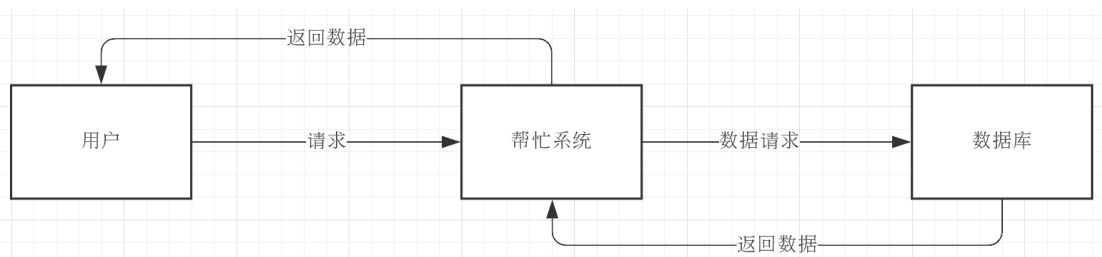 返回数据
用户
请求
帮忙系统
数据请求
数据库
返回数据